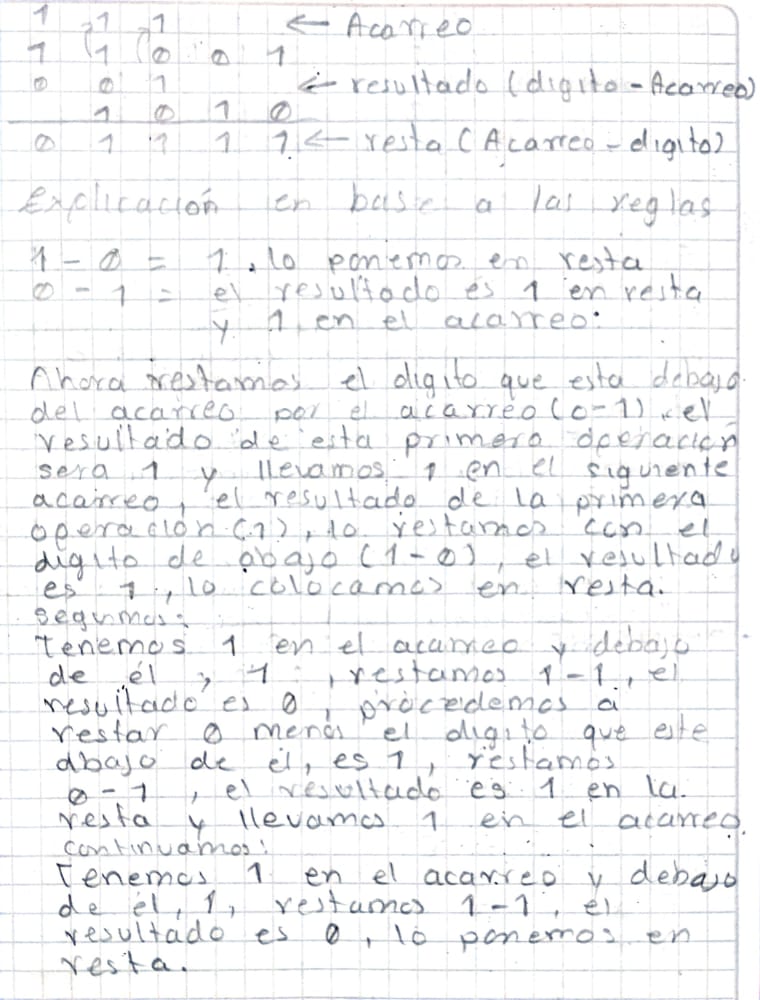 1 1 1 ← Acarreo
1 1 0 0 1
0 0 1 ← resultado (digito - Acarreo)
1 0 1 0
0 1 1 1 1 ← resta (Acarreo - digito)
Explicación en base a las reglas
1 - 0 = 1, lo ponemos en resta
0 - 1 = el resultado es 1 en resta
y 1 en el acarreo.
Ahora restamos el digito que esta debajo
del acarreo por el acarreo (0-1), el
resultado de esta primera operación
sera 1 y llevamos 1 en el siguiente
acarreo, el resultado de la primera
operación (1), lo restamos con el
digito de abajo (1-0), el resultado
es 1, lo colocamos en resta.
seguimos:
Tenemos 1 en el acarreo y debajo
de él, 1, restamos 1-1, el
resultado es 0, procedemos a
restar 0 menos el digito que este
abajo de él, es 1, restamos
0-1, el resultado es 1 en la
resta y llevamos 1 en el acarreo
continuamos:
Tenemos 1 en el acarreo y debajo
de él, 1, restamos 1-1, el
resultado es 0, lo ponemos en
resta.